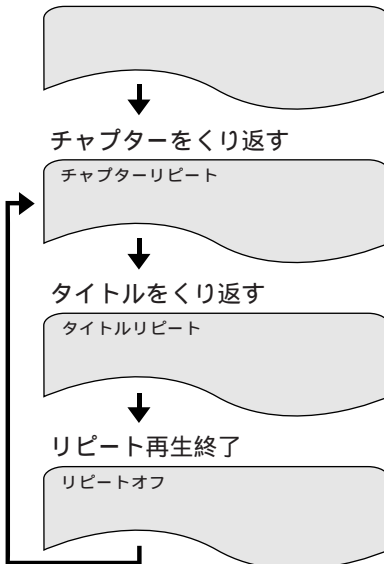 チャプターをくり返す
チャプターリピート
タイトルをくり返す
タイトルリピート
リピート再生終了
リピートオフ